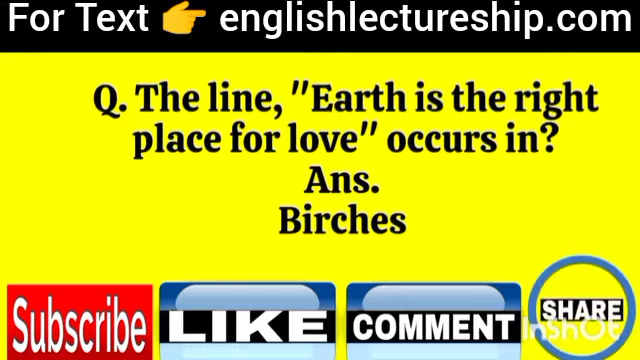 For Text 👉 englishlectureship.com
Q. The line, "Earth is the right
place for love" occurs in?
Ans.
Birches
Subscribe
LIKE
COMMENT
SHARE
InShOt